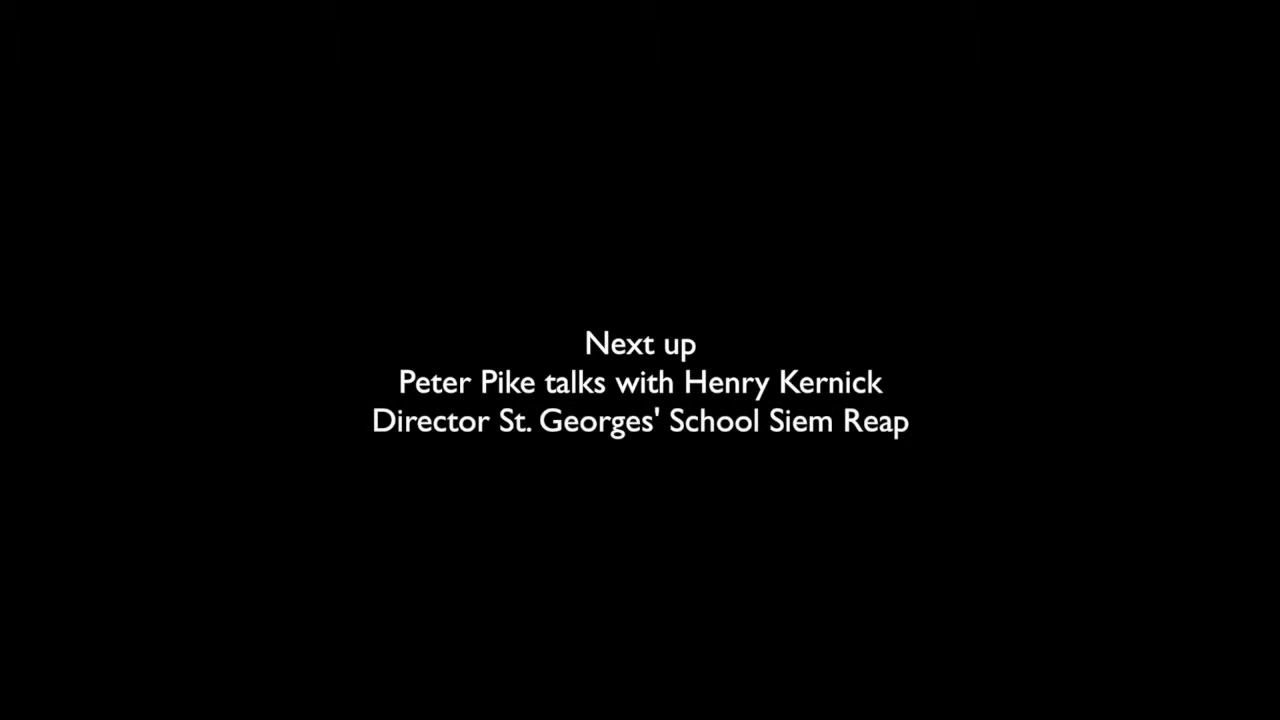 Next up
Peter Pike talks with Henry Kernick
Director St. Georges' School Siem Reap